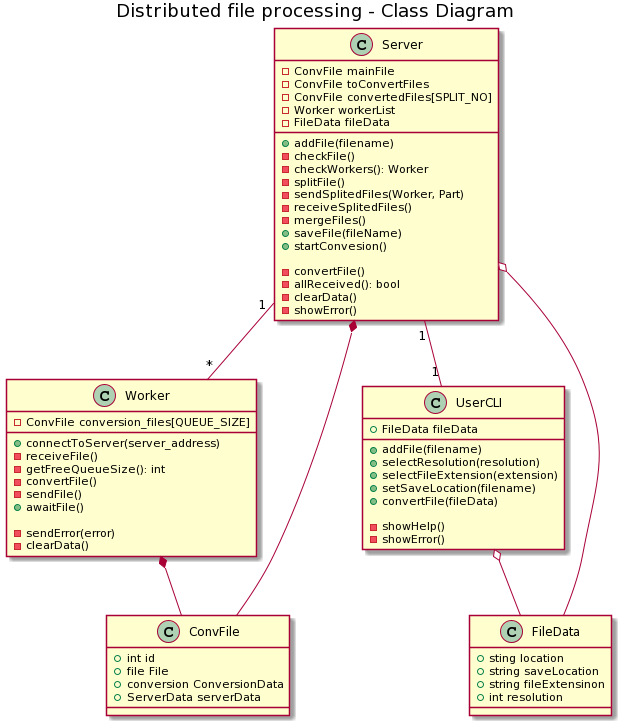 Distributed file processing - Class Diagram
C Server
ConvFile mainFile
ConvFile toConvertFiles
ConvFile convertedFiles[SPLIT_NO]
Worker workerList
FileData fileData
addFile(filename)
checkFile()
checkWorkers(): Worker
splitFile()
sendSplitedFiles(Worker, Part)
receiveSplitedFiles()
mergeFiles()
saveFile(fileName)
startConvesion()
convertFile()
allReceived(): bool
clearData()
showError()
1
*
1
1
C Worker
ConvFile conversion_files[QUEUE_SIZE]
connectToServer(server_address)
receiveFile()
getFreeQueueSize(): int
convertFile()
sendFile()
awaitFile()
sendError(error)
clearData()
C UserCLI
FileData fileData
addFile(filename)
selectResolution(resolution)
selectFileExtension(extension)
setSaveLocation(filename)
convertFile(fileData)
showHelp()
showError()
C ConvFile
int id
file File
conversion ConversionData
ServerData serverData
C FileData
sting location
string saveLocation
string fileExtensinon
int resolution